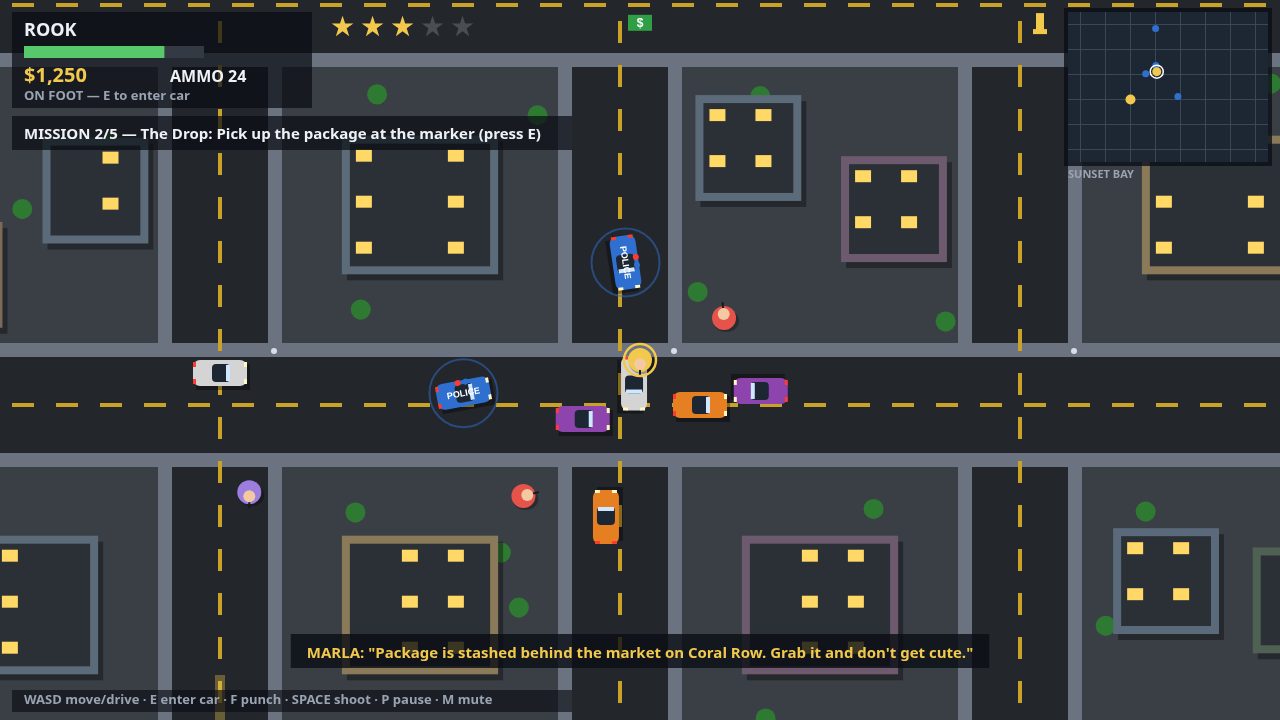 ROOK
$1,250
AMMO 24
ON FOOT — E to enter car
$
SUNSET BAY
MISSION 2/5 — The Drop: Pick up the package at the marker (press E)
POLICE
POLICE
MARLA: "Package is stashed behind the market on Coral Row. Grab it and don't get cute."
WASD move/drive · E enter car · F punch · SPACE shoot · P pause · M mute